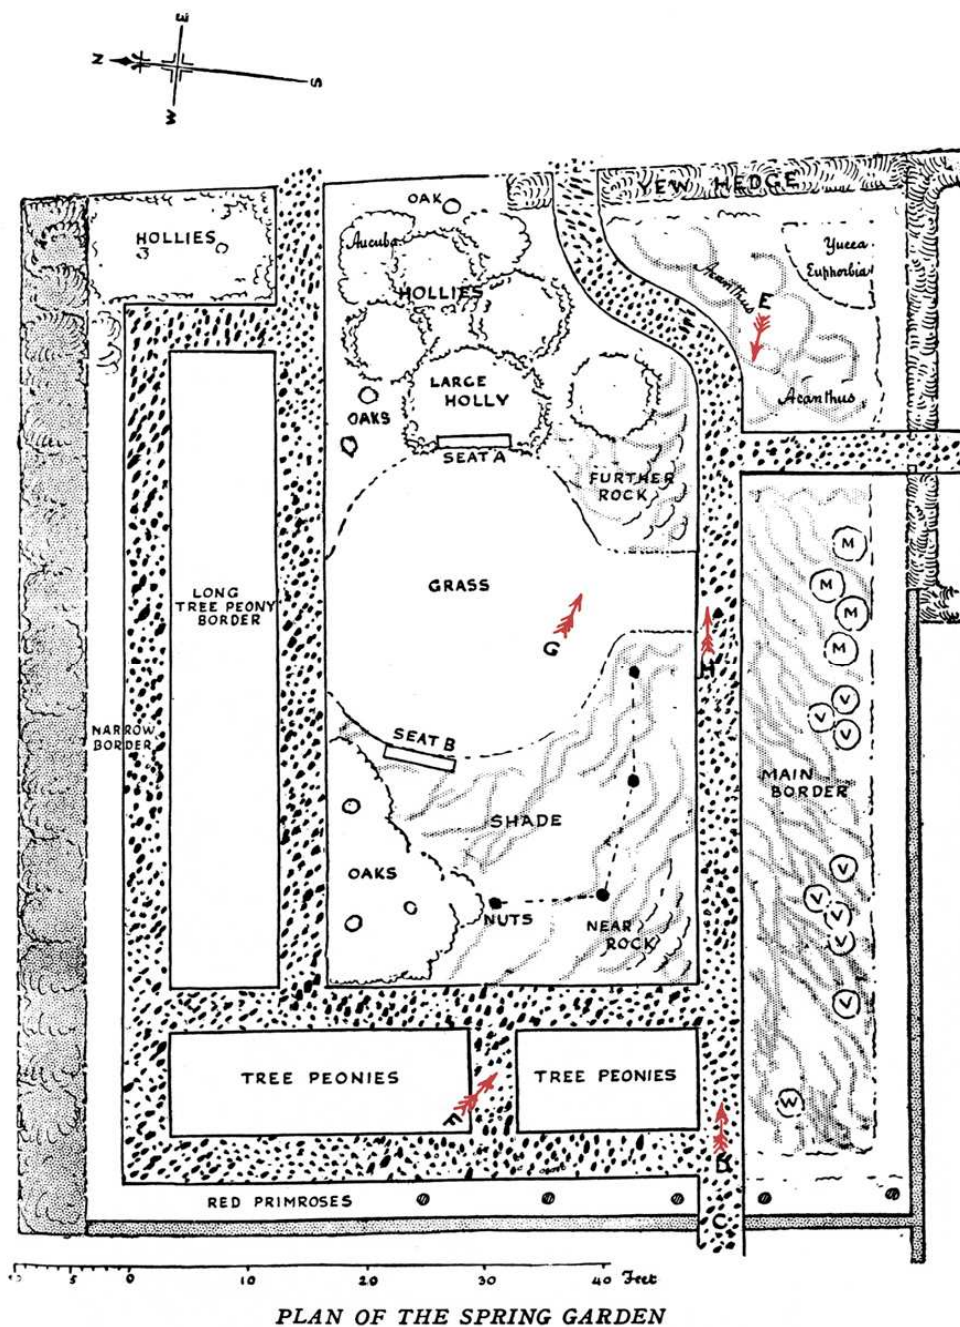 E
N
S
W
YEW HEDGE
OAK
HOLLIES
Aucuba
Yucca
Euphorbia
Acanthus
HOLLIES
E
LARGE
HOLLY
OAKS
Acanthus
SEAT A
FURTHER
ROCK
M
GRASS
LONG
TREE PEONY
BORDER
M
M
G
M
H
V
V
V
NARROW
BORDER
SEAT B
MAIN
BORDER
SHADE
OAKS
V
V
V
V
NUTS
NEAR
ROCK
V
TREE PEONIES
TREE PEONIES
F
W
D
RED PRIMROSES
C
5 0 10 20 30 40 Feet
PLAN OF THE SPRING GARDEN